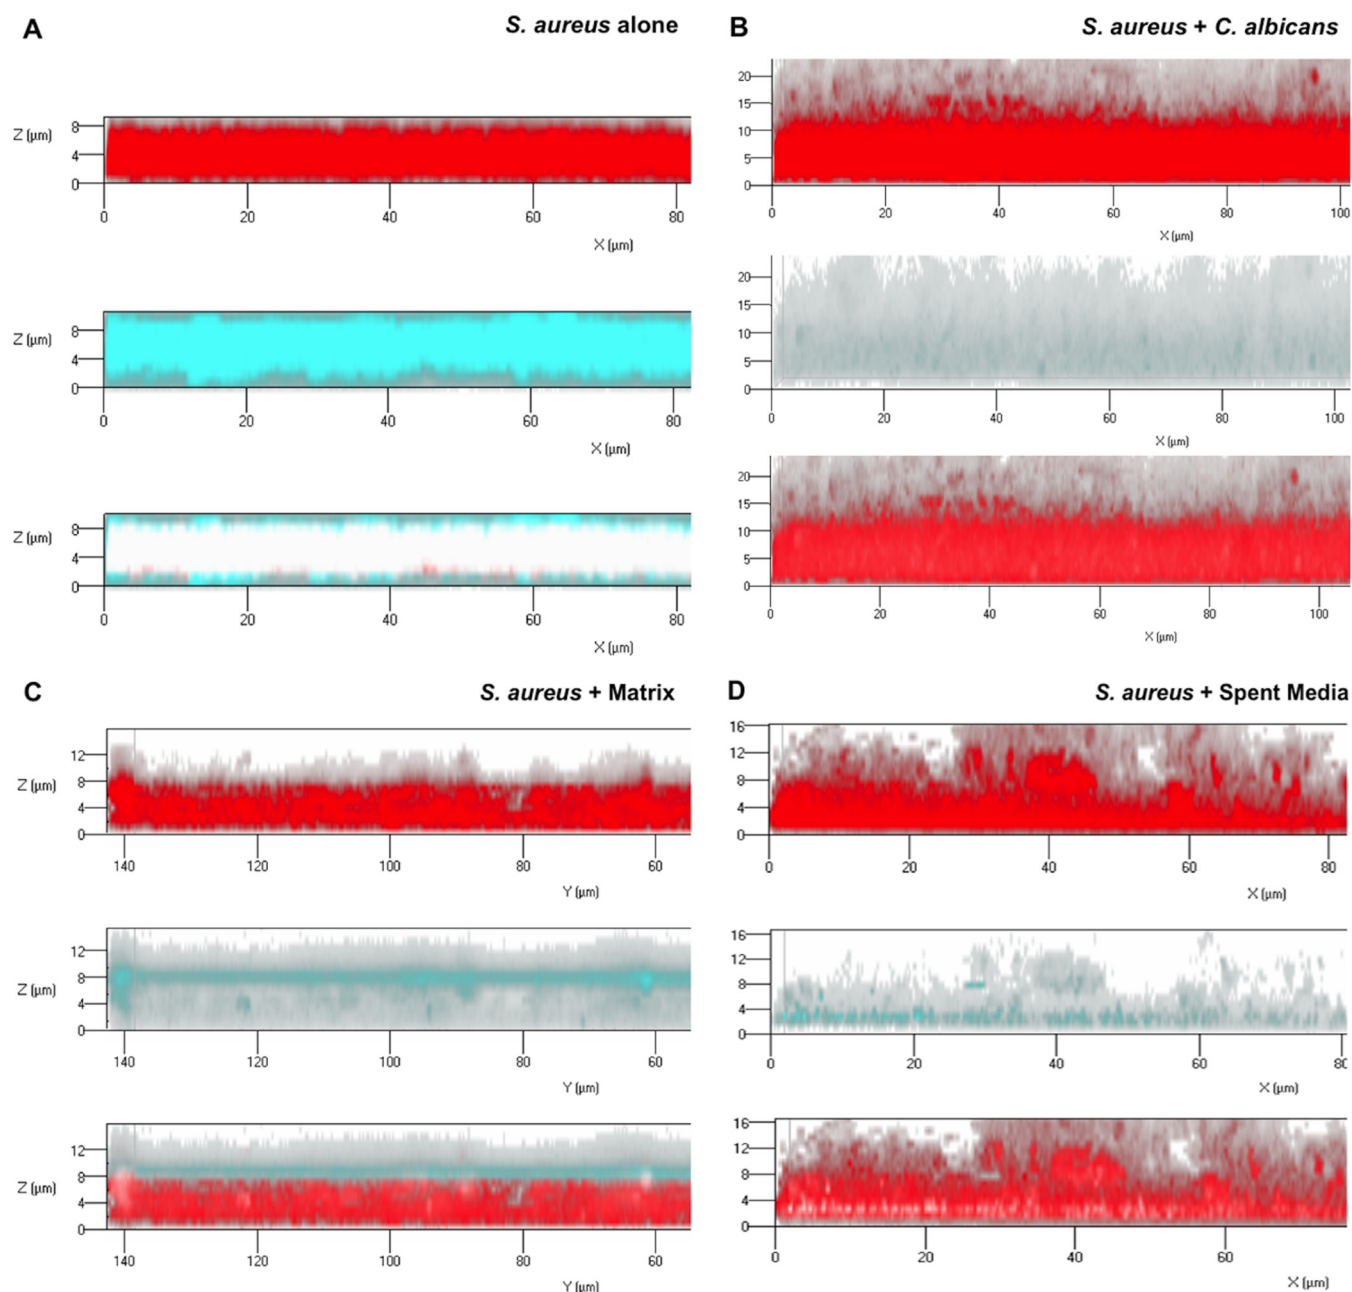 A
S. aureus alone
Z (µm)
8
4
0
0 20 40 60 80
X (µm)
Z (µm)
8
4
0
0 20 40 60 80
X (µm)
Z (µm)
8
4
0
0 20 40 60 80
X (µm)
B
S. aureus + C. albicans
20
15
10
5
0
0 20 40 60 80 100
X (µm)
20
15
10
5
0
0 20 40 60 80 100
X (µm)
20
15
10
5
0
0 20 40 60 80 100
X (µm)
C
S. aureus + Matrix
Z (µm)
12
8
4
0
140 120 100 80 60
Y (µm)
Z (µm)
12
8
4
0
140 120 100 80 60
Y (µm)
Z (µm)
12
8
4
0
140 120 100 80 60
Y (µm)
D
S. aureus + Spent Media
16
12
8
4
0
0 20 40 60 80
X (µm)
16
12
8
4
0
0 20 40 60 80
X (µm)
16
12
8
4
0
0 20 40 60
X (µm)